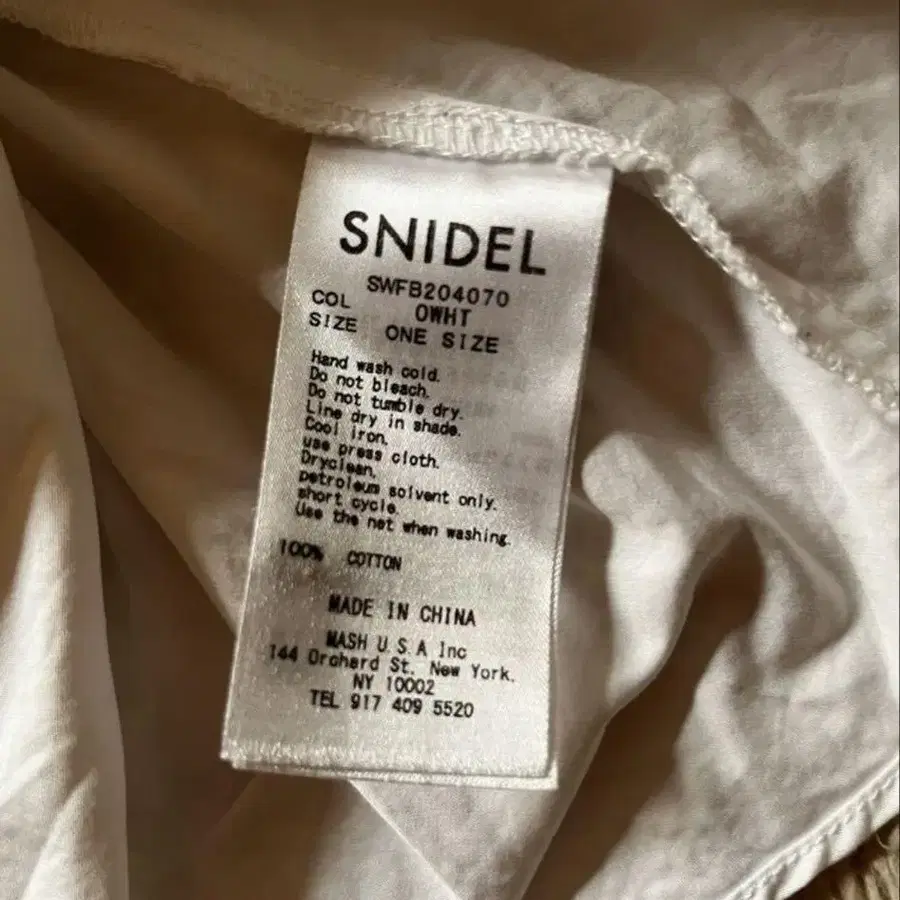 SNIDEL
SWFB204070
COL OWHT
SIZE ONE SIZE
Hand wash cold.
Do not bleach.
Do not tumble dry.
Line dry in shade.
Cool iron.
use press cloth.
Dryclean.
petroleum solvent only.
short cycle.
Use the net when washing.
100% COTTON
MADE IN CHINA
MASH U.S.A Inc
144 Orchard St. New York.
NY 10002
TEL 917 409 5520